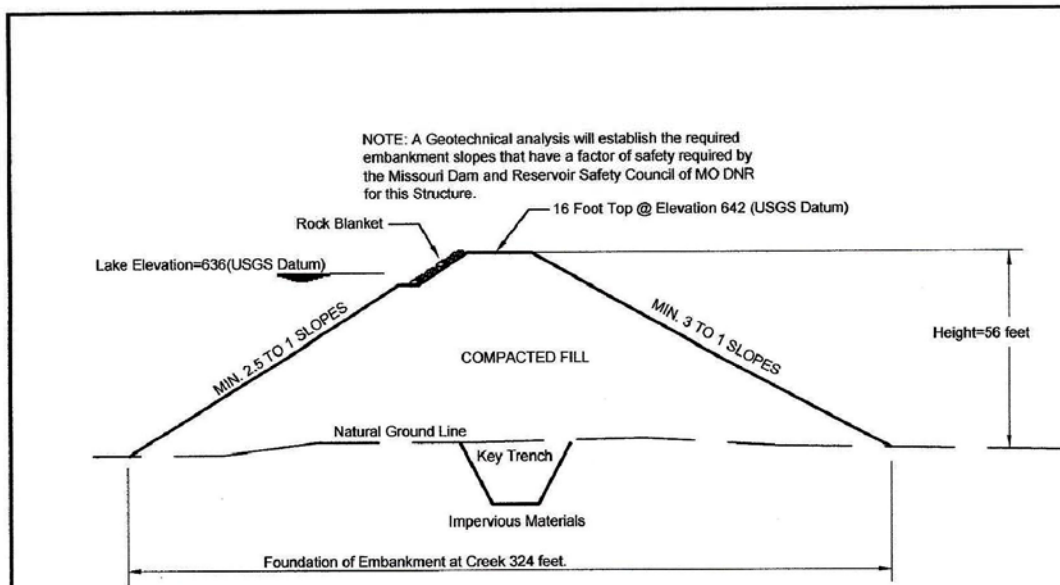 NOTE: A Geotechnical analysis will establish the required
embankment slopes that have a factor of safety required by
the Missouri Dam and Reservoir Safety Council of MO DNR
for this Structure.
16 Foot Top @ Elevation 642 (USGS Datum)
Rock Blanket
Lake Elevation=636(USGS Datum)
MIN. 2.5 TO 1 SLOPES
MIN. 3 TO 1 SLOPES
Height=56 feet
COMPACTED FILL
Natural Ground Line
Key Trench
Impervious Materials
Foundation of Embankment at Creek 324 feet.